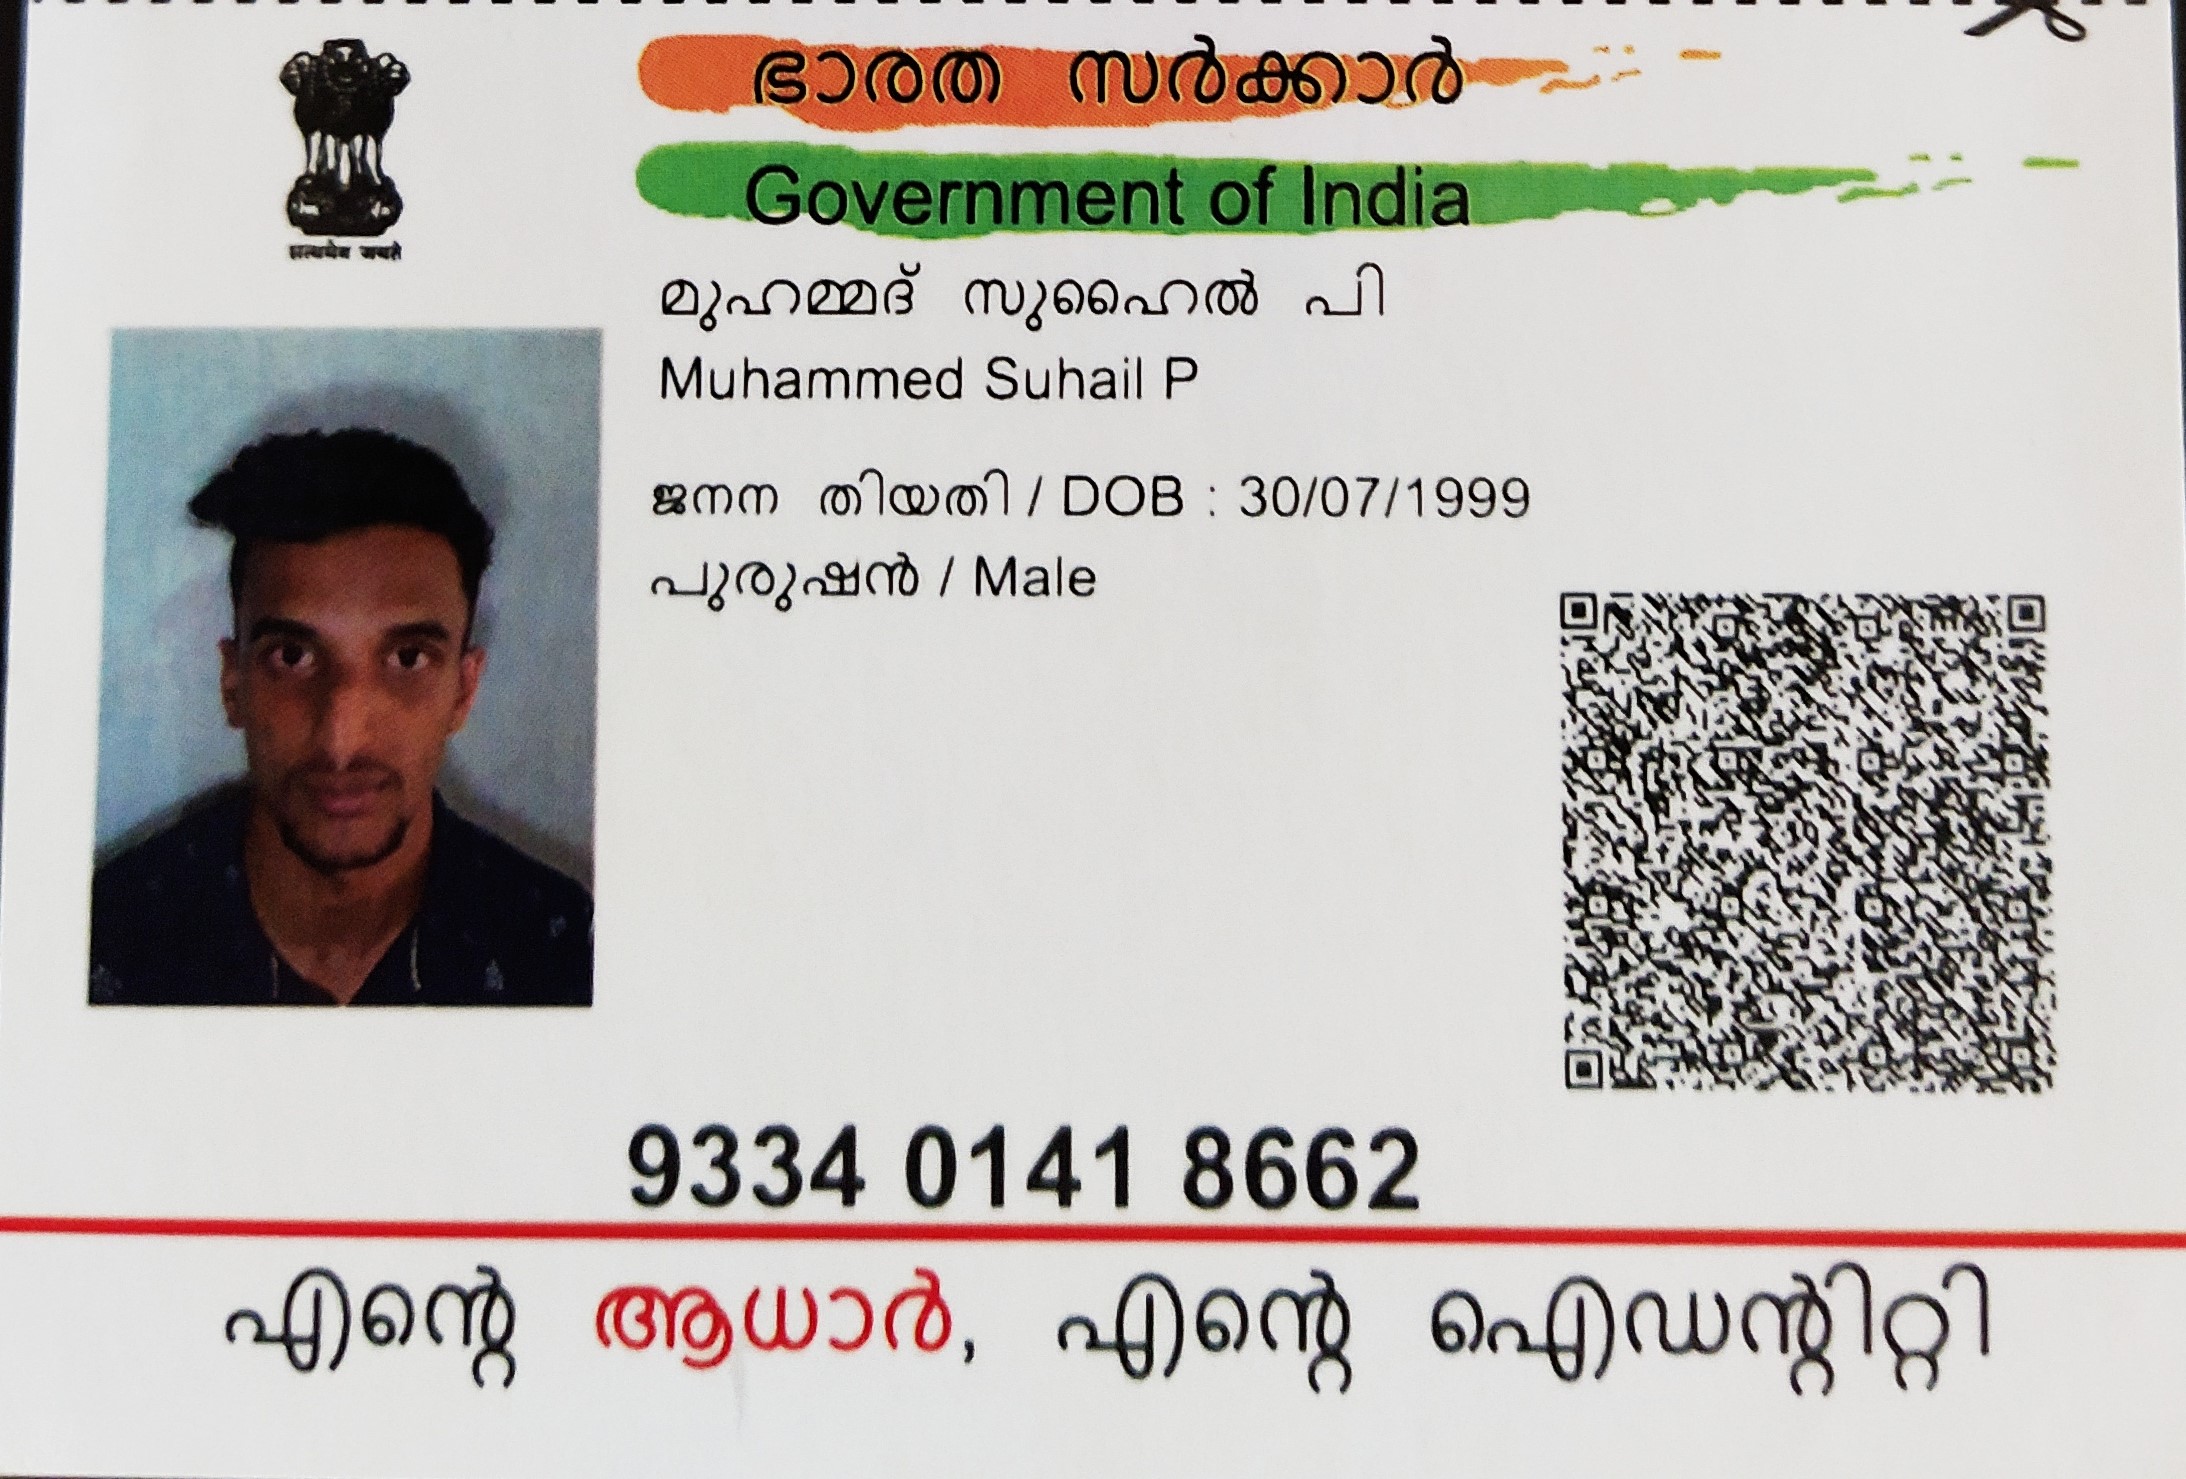 सत्यमेव जयते
ഭാരത സർക്കാർ
Government of India
മുഹമ്മദ് സുഹൈൽ പി
Muhammed Suhail P
ജനന തിയതി / DOB : 30/07/1999
പുരുഷൻ / Male
9334 0141 8662
എന്റെ ആധാർ, എന്റെ ഐഡന്റിറ്റി